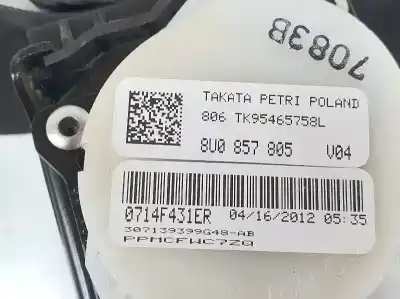 7083B
TAKATA PETRI POLAND
806 TK95465758L
8U0 857 805 V04
0714F431ER 04/16/2012 05:35
307139399G48-AB
PPMCFWC7ZQ